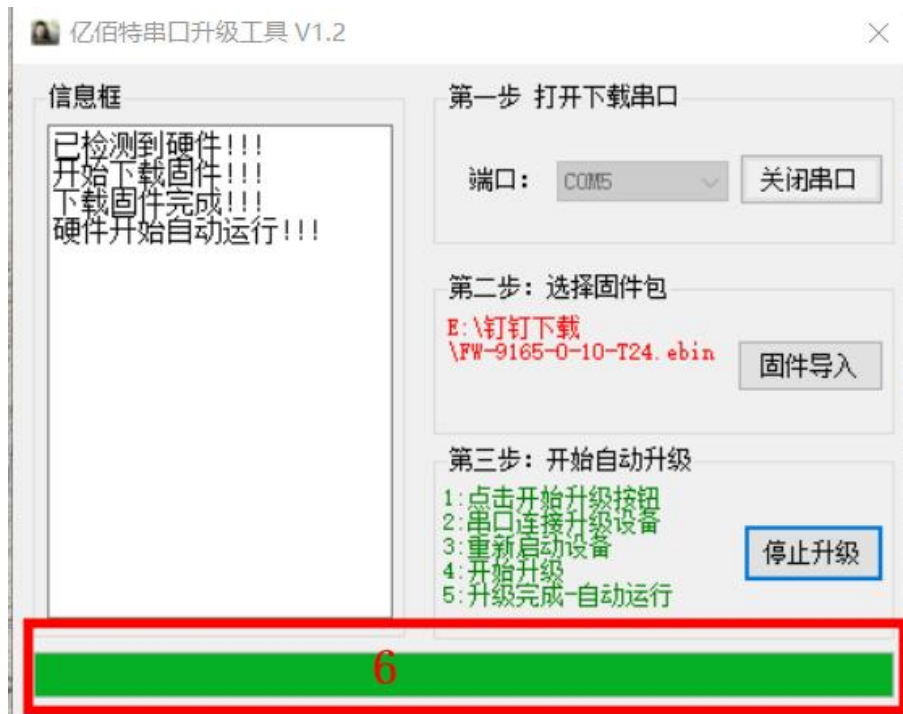 亿佰特串口升级工具 V1.2
信息框
已检测到硬件!!!
开始下载固件!!!
下载固件完成!!!
硬件开始自动运行!!!
第一步 打开下载串口
端口: COM5 关闭串口
第二步: 选择固件包
E:\钉钉下载
\FW-9165-0-10-T24.ebin
固件导入
第三步: 开始自动升级
1:点击开始升级按钮
2:串口连接升级设备
3:重新启动设备
4:开始升级
5:升级完成-自动运行
停止升级
6